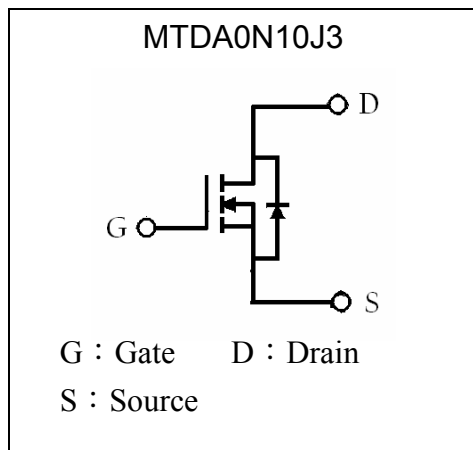 MTDA0N10J3
D
G
S
G：Gate D：Drain
S：Source